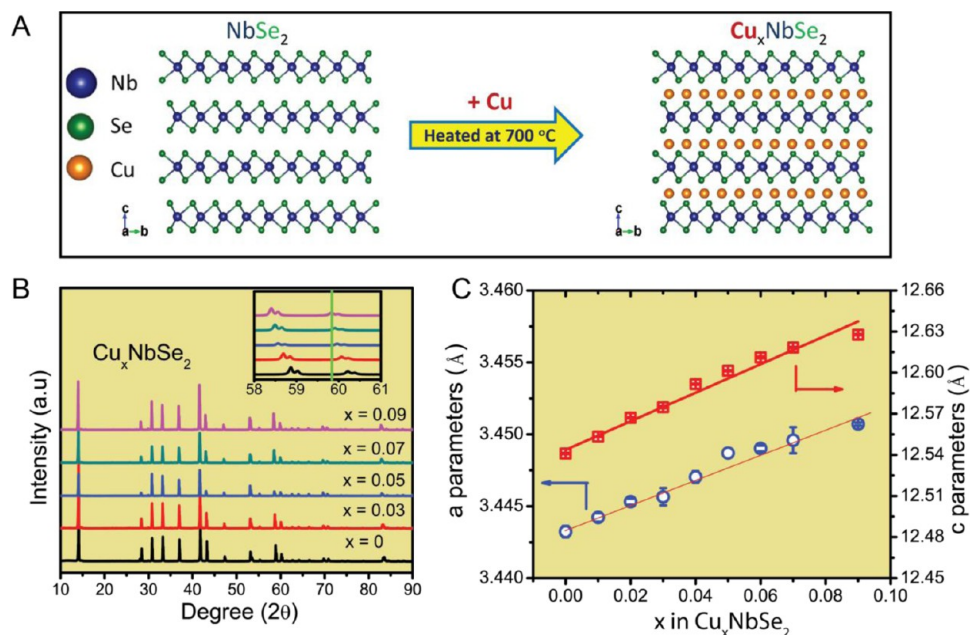 A
NbSe2
CuxNbSe2
Nb
Se
Cu
+ Cu
Heated at 700 °C
c
a b
c
a b
B
CuxNbSe2
58 59 60 61
x = 0.09
x = 0.07
x = 0.05
x = 0.03
x = 0
Intensity (a.u)
10 20 30 40 50 60 70 80 90
Degree (2θ)
C
3.460
3.455
3.450
3.445
3.440
a parameters (Å)
12.66
12.63
12.60
12.57
12.54
12.51
12.48
12.45
c parameters (Å)
0.00 0.02 0.04 0.06 0.08 0.10
x in CuxNbSe2